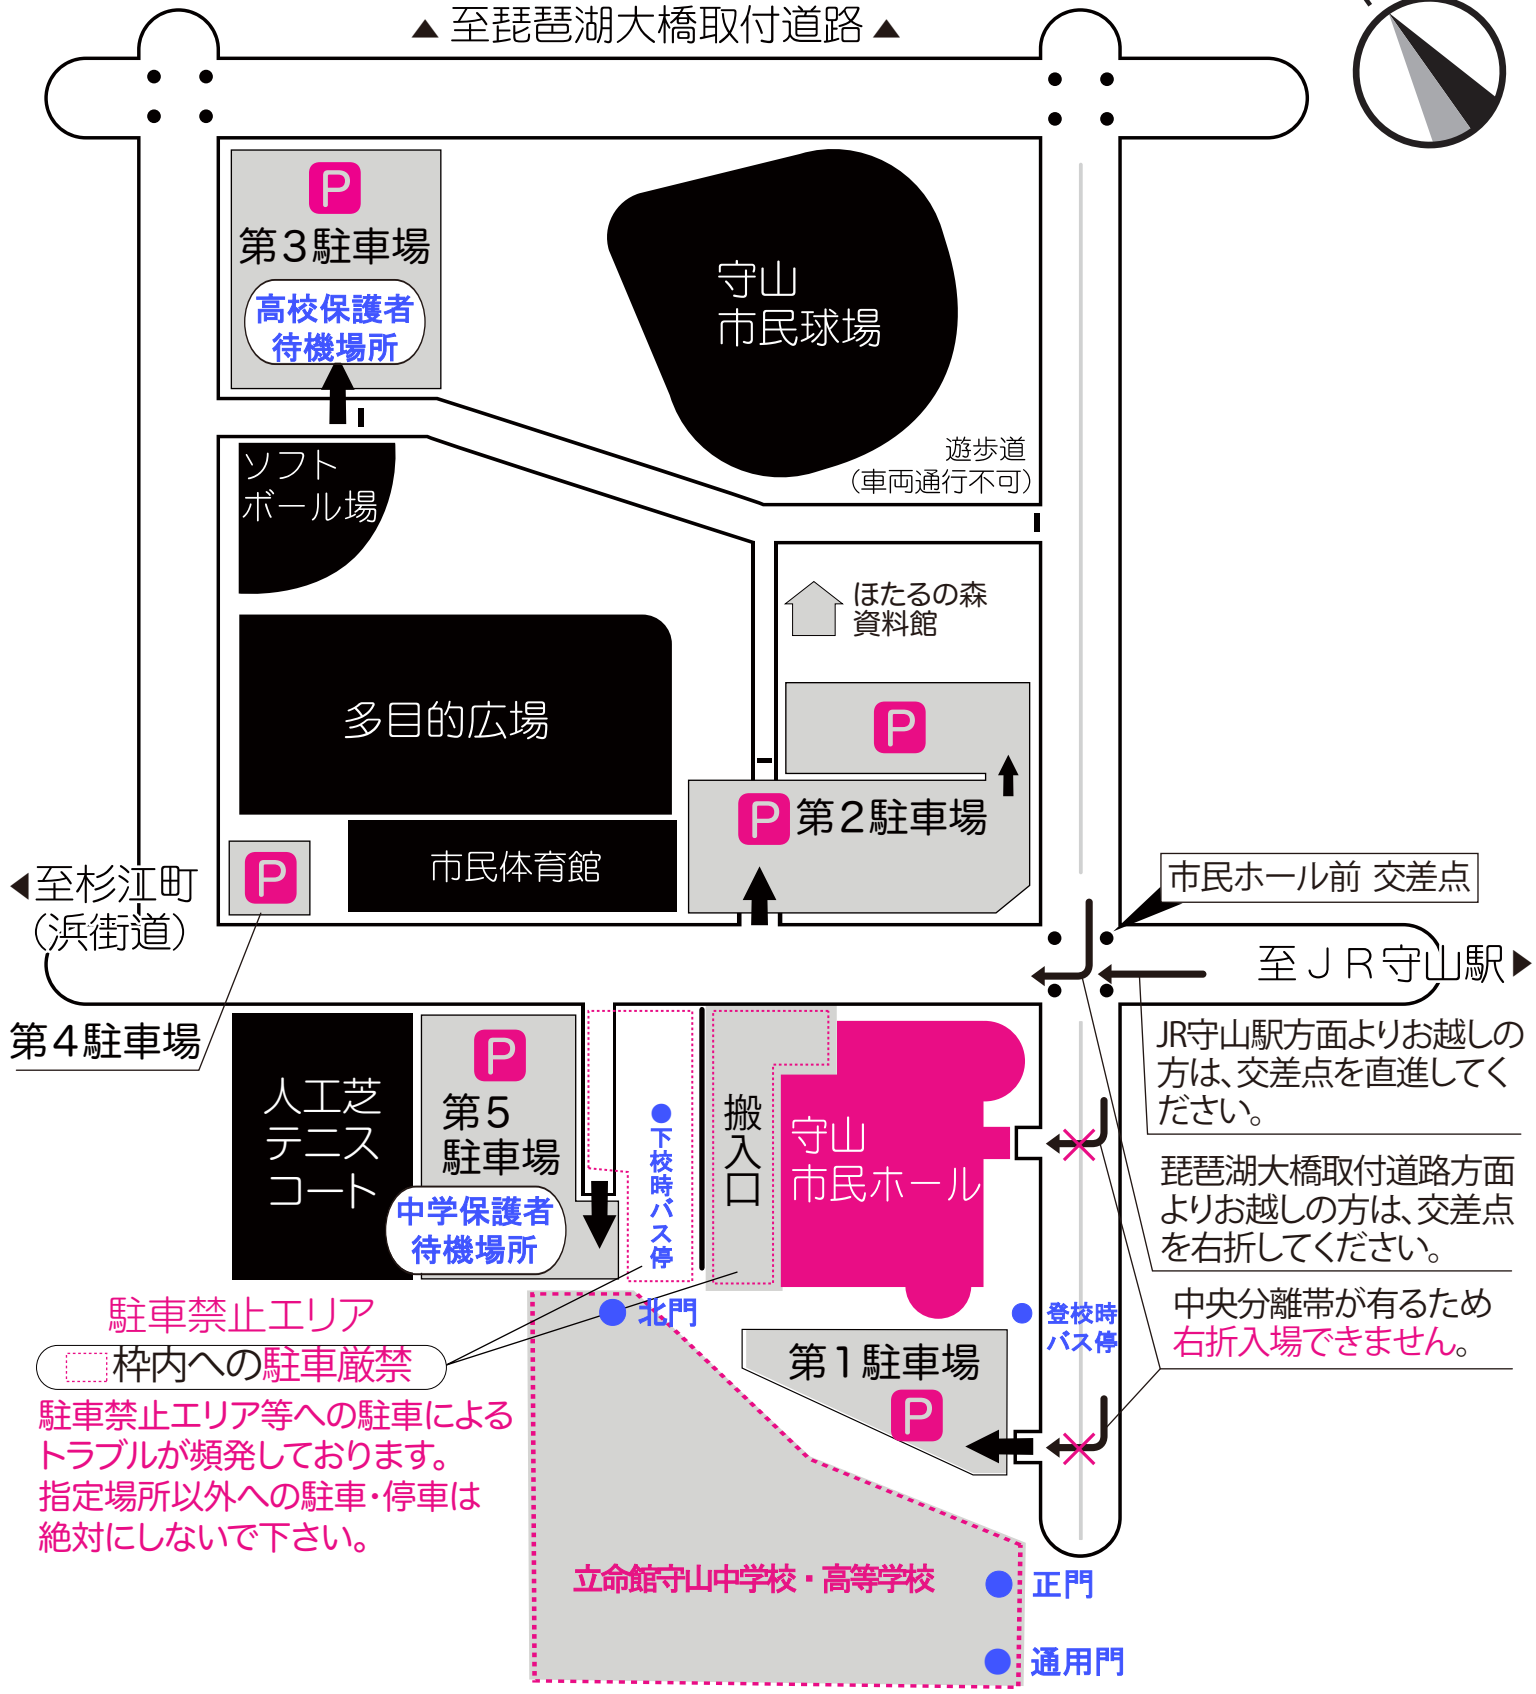 ▲ 至琵琶湖大橋取付道路 ▲
P
第3駐車場
高校保護者
待機場所
守山
市民球場
遊歩道
（車両通行不可）
ソフト
ボール場
ほたるの森
資料館
多目的広場
P
P 第2駐車場
市民体育館
P
◀至杉江町
（浜街道）
市民ホール前 交差点
至JR守山駅▶
第4駐車場
人工芝
テニス
コート
P
第5
駐車場
中学保護者
待機場所
●下校時バス停
搬入口
守山
市民ホール
JR守山駅方面よりお越しの
方は、交差点を直進してく
ださい。
琵琶湖大橋取付道路方面
よりお越しの方は、交差点
を右折してください。
中央分離帯が有るため
右折入場できません。
●登校時
バス停
●北門
第1駐車場
P
駐車禁止エリア
枠内への駐車厳禁
駐車禁止エリア等への駐車による
トラブルが頻発しております。
指定場所以外への駐車・停車は
絶対にしないで下さい。
立命館守山中学校・高等学校
●正門
●通用門